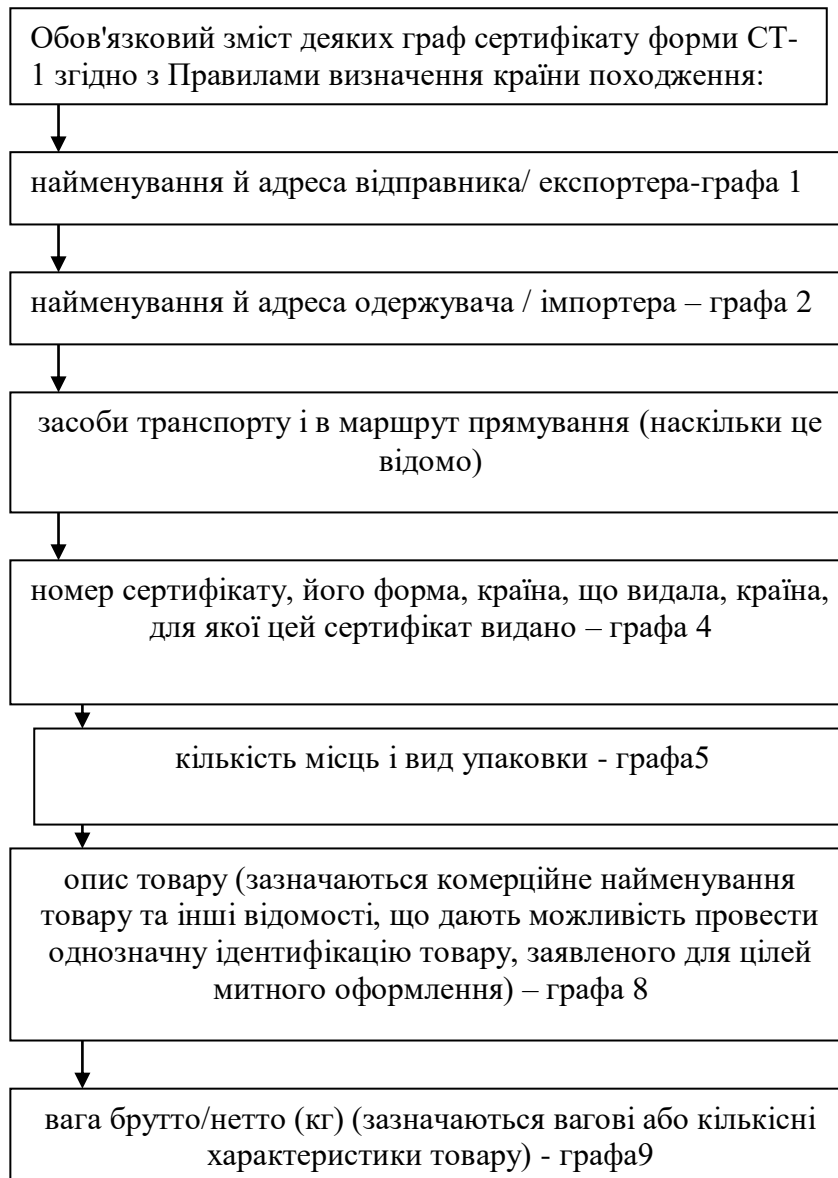 Обов'язковий зміст деяких граф сертифікату форми СТ-
1 згідно з Правилами визначення країни походження:
найменування й адреса відправника/ експортера-графа 1
найменування й адреса одержувача / імпортера – графа 2
засоби транспорту і в маршрут прямування (наскільки це
відомо)
номер сертифікату, його форма, країна, що видала, країна,
для якої цей сертифікат видано – графа 4
кількість місць і вид упаковки - графа5
опис товару (зазначаються комерційне найменування
товару та інші відомості, що дають можливість провести
однозначну ідентифікацію товару, заявленого для цілей
митного оформлення) – графа 8
вага брутто/нетто (кг) (зазначаються вагові або кількісні
характеристики товару) - графа9